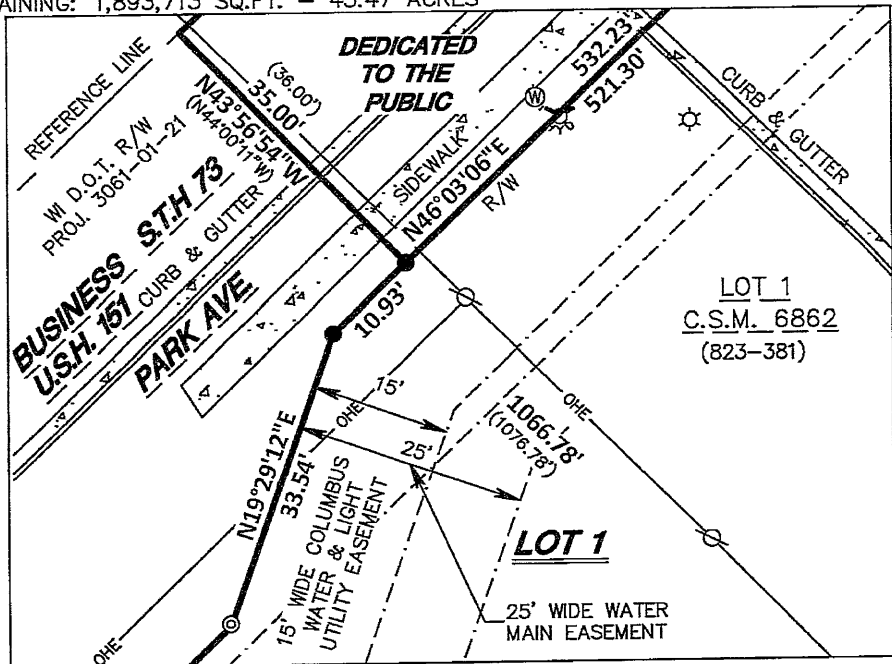 AINING: 1,893,713 SQ.FT. – 43.47 ACRES
REFERENCE LINE
WI D.O.T. R/W
PROJ. 3061-01-21
BUSINESS S.T.H 73
U.S.H. 151
CURB & GUTTER
PARK AVE.
(36.00')
35.00'
N43°56'54"W
(N44°00'11"W)
DEDICATED
TO THE
PUBLIC
SIDEWALK
N46°03'06"E
R/W
W
532.23'
521.30'
CURB & GUTTER
LOT 1
C.S.M. 6862
(823-381)
10.93'
15'
OHE
25'
1066.78'
(1076.78')
OHE
N19°29'12"E
33.54'
15' WIDE COLUMBUS
WATER & LIGHT
UTILITY EASEMENT
LOT 1
25' WIDE WATER
MAIN EASEMENT
OHE